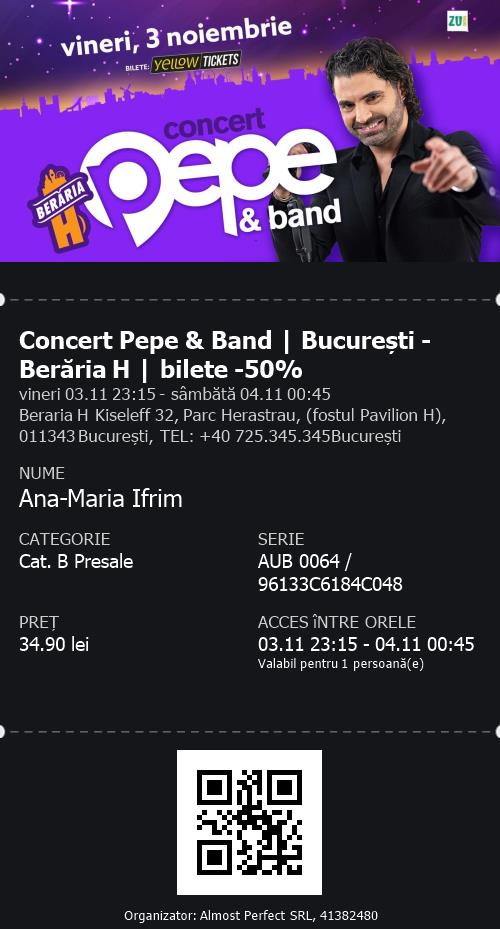 vineri, 3 noiembrie
ZU
BILETE: YELLOW TICKETS
concert
Pepe
& band
BERĂRIA
H
Concert Pepe & Band | București -
Berăria H | bilete -50%
vineri 03.11 23:15 - sâmbătă 04.11 00:45
Beraria H Kiseleff 32, Parc Herastrau, (fostul Pavilion H),
011343 București, TEL: +40 725.345.345București
NUME
Ana-Maria Ifrim
CATEGORIE
Cat. B Presale
SERIE
AUB 0064 /
96133C6184C048
PREȚ
34.90 lei
ACCES ÎNTRE ORELE
03.11 23:15 - 04.11 00:45
Valabil pentru 1 persoană(e)
Organizator: Almost Perfect SRL, 41382480